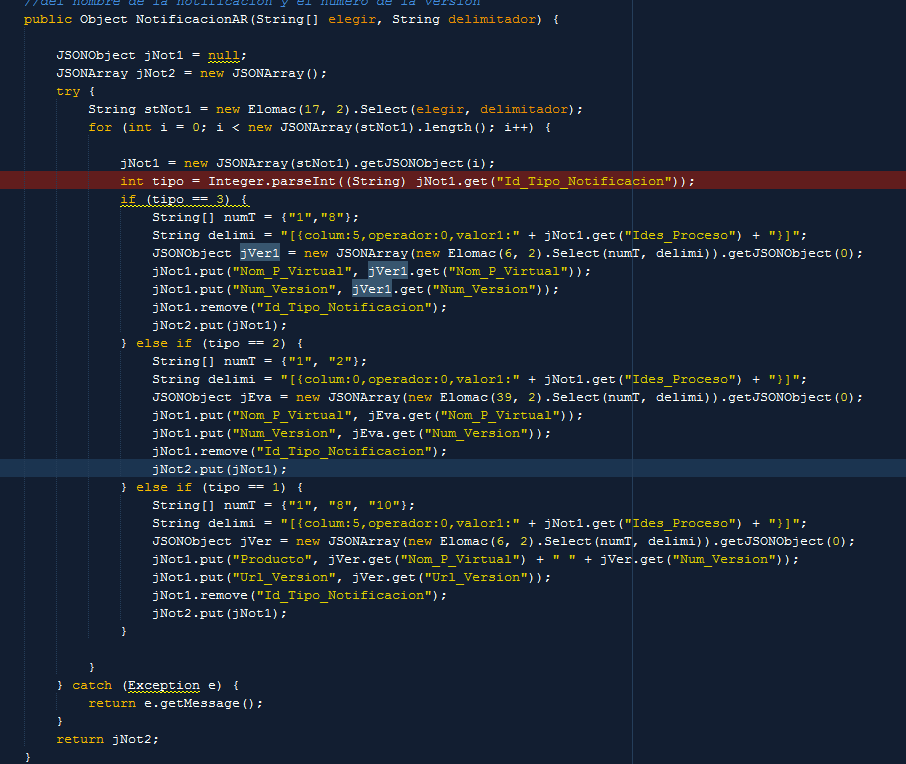 //del nombre de la notificacion y el numero de la version
public Object NotificacionAR(String[] elegir, String delimitador) {
JSONObject jNot1 = null;
JSONArray jNot2 = new JSONArray();
try {
String stNot1 = new Elomac(17, 2).Select(elegir, delimitador);
for (int i = 0; i < new JSONArray(stNot1).length(); i++) {
jNot1 = new JSONArray(stNot1).getJSONObject(i);
int tipo = Integer.parseInt((String) jNot1.get("Id_Tipo_Notificacion"));
if (tipo == 3) {
String[] numT = {"1","8"};
String delimi = "[{colum:5,operador:0,valor1:" + jNot1.get("Ides_Proceso") + "}]";
JSONObject jVer1 = new JSONArray(new Elomac(6, 2).Select(numT, delimi)).getJSONObject(0);
jNot1.put("Nom_P_Virtual", jVer1.get("Nom_P_Virtual"));
jNot1.put("Num_Version", jVer1.get("Num_Version"));
jNot1.remove("Id_Tipo_Notificacion");
jNot2.put(jNot1);
} else if (tipo == 2) {
String[] numT = {"1", "2"};
String delimi = "[{colum:0,operador:0,valor1:" + jNot1.get("Ides_Proceso") + "}]";
JSONObject jEva = new JSONArray(new Elomac(39, 2).Select(numT, delimi)).getJSONObject(0);
jNot1.put("Nom_P_Virtual", jEva.get("Nom_P_Virtual"));
jNot1.put("Num_Version", jEva.get("Num_Version"));
jNot1.remove("Id_Tipo_Notificacion");
jNot2.put(jNot1);
} else if (tipo == 1) {
String[] numT = {"1", "8", "10"};
String delimi = "[{colum:5,operador:0,valor1:" + jNot1.get("Ides_Proceso") + "}]";
JSONObject jVer = new JSONArray(new Elomac(6, 2).Select(numT, delimi)).getJSONObject(0);
jNot1.put("Producto", jVer.get("Nom_P_Virtual") + " " + jVer.get("Num_Version"));
jNot1.put("Url_Version", jVer.get("Url_Version"));
jNot1.remove("Id_Tipo_Notificacion");
jNot2.put(jNot1);
}
}
} catch (Exception e) {
return e.getMessage();
}
return jNot2;
}